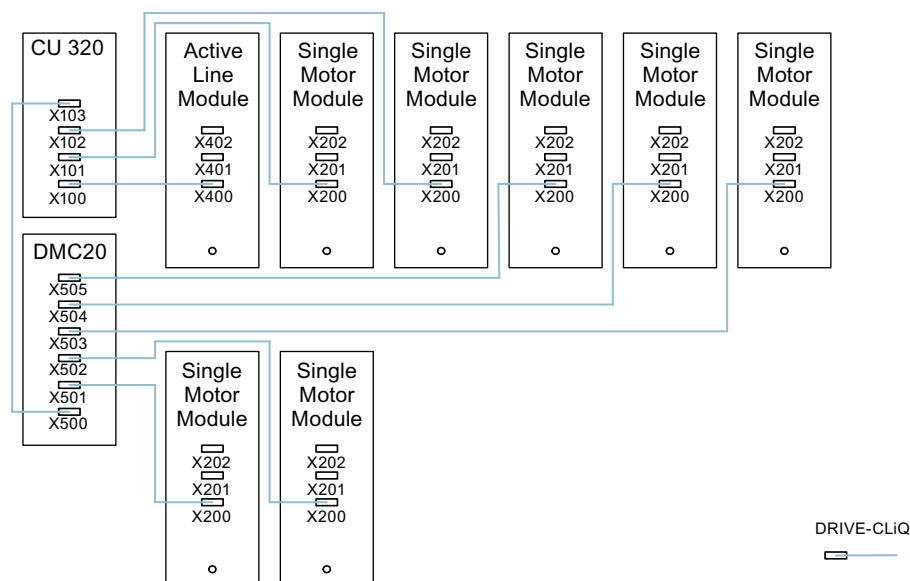 CU 320
X103
X102
X101
X100
Active
Line
Module
X402
X401
X400
Single
Motor
Module
X202
X201
X200
Single
Motor
Module
X202
X201
X200
Single
Motor
Module
X202
X201
X200
Single
Motor
Module
X202
X201
X200
Single
Motor
Module
X202
X201
X200
DMC20
X505
X504
X503
X502
X501
X500
Single
Motor
Module
X202
X201
X200
Single
Motor
Module
X202
X201
X200
DRIVE-CLiQ